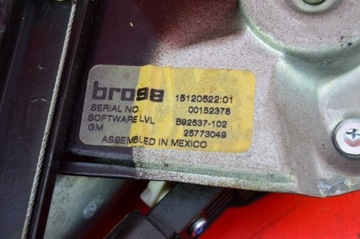 brose 15120522:01
SERIAL NO. 00152378
SOFTWARE LVL B92537-102
GM 25773049
ASSEMBLED IN MEXICO